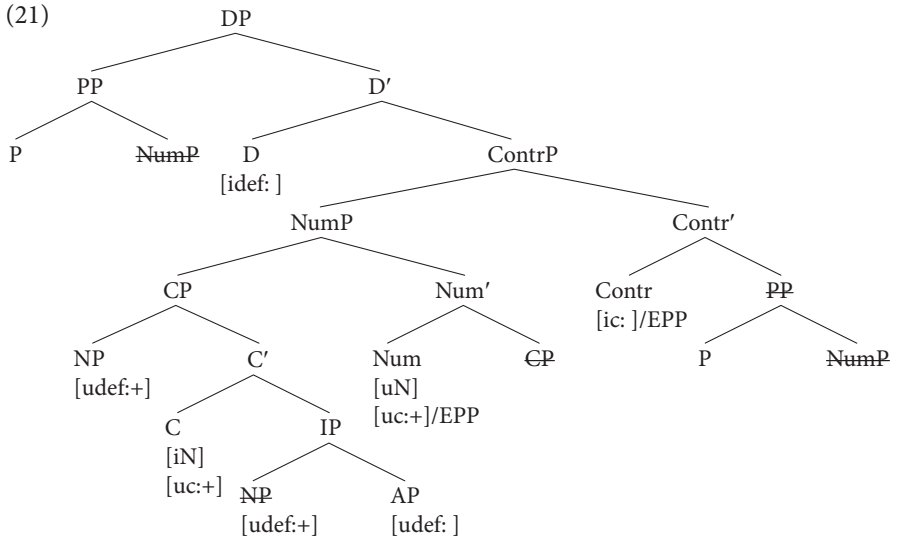 (21) DP
PP D′
P NumP D ContrP
[idef: ]
NumP Contr′
CP Num′ Contr PP
[ic: ]/EPP
NP C′ Num CP P NumP
[udef:+] [uN]
[uc:+]/EPP
C IP
[iN]
[uc:+] NP AP
[udef:+] [udef: ]